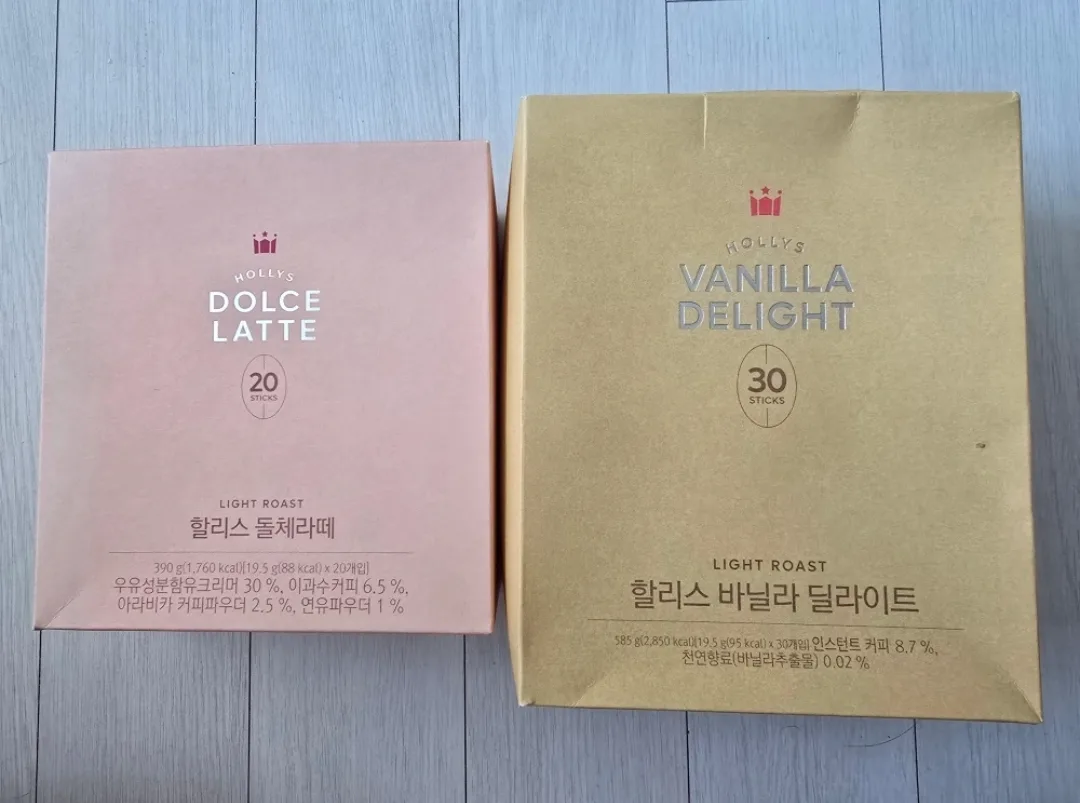 HOLLYS
DOLCE
LATTE
20
STICKS
LIGHT ROAST
할리스 돌체라떼
390 g(1,760 kcal)[19.5 g(88 kcal) x 20개입]
우유성분함유크리머 30 %, 이과수커피 6.5 %,
아라비카 커피파우더 2.5 %, 연유파우더 1 %
HOLLYS
VANILLA
DELIGHT
30
STICKS
LIGHT ROAST
할리스 바닐라 딜라이트
585 g(2,850 kcal)[19.5 g(95 kcal) x 30개입] 인스턴트 커피 8.7 %,
천연향료(바닐라추출물) 0.02 %